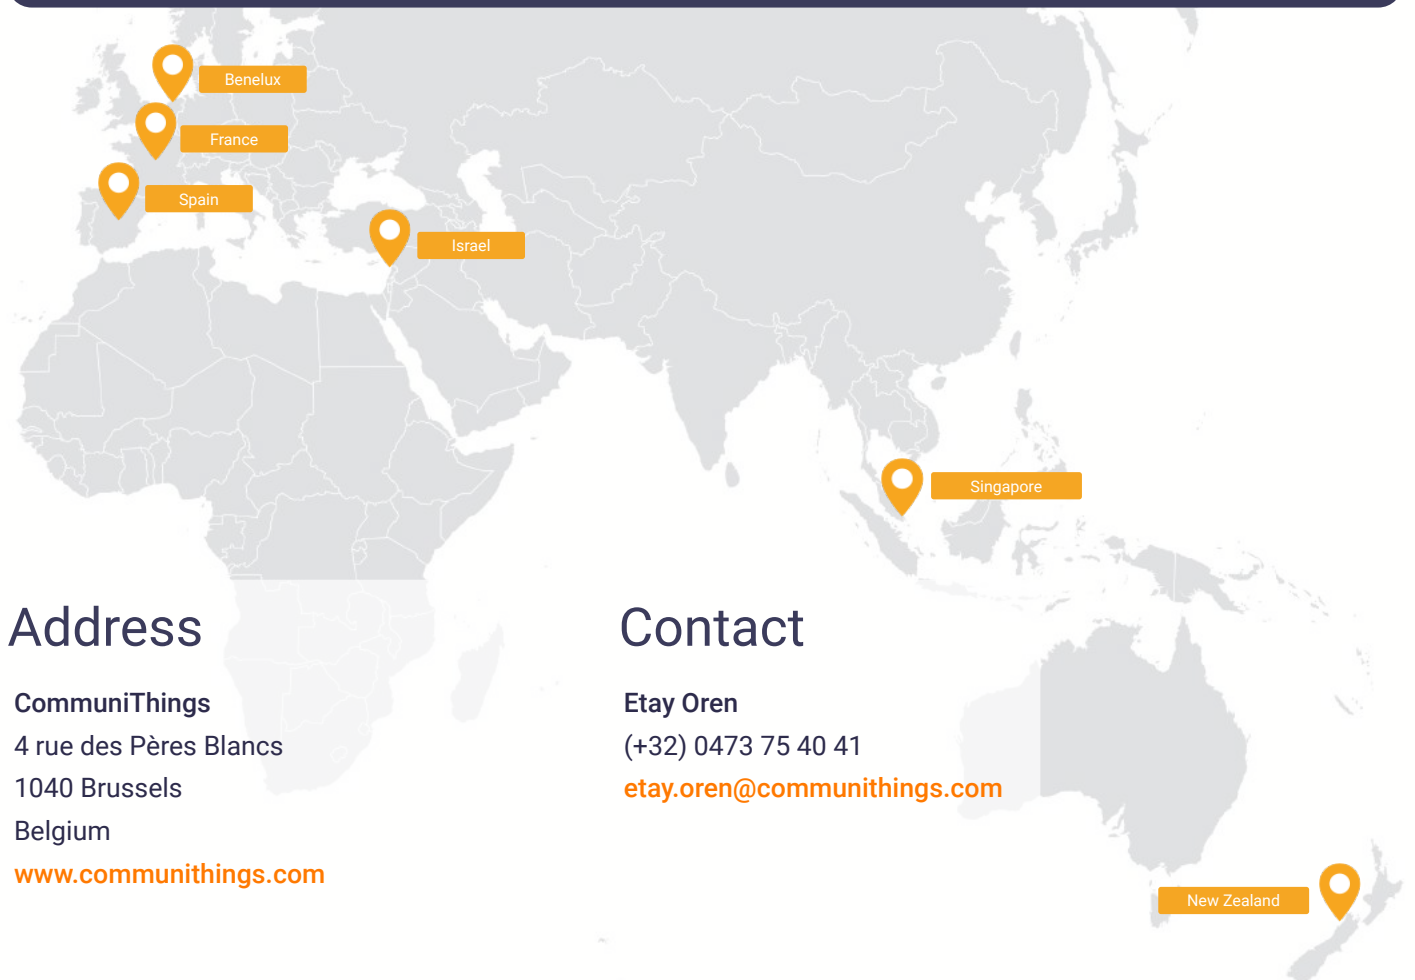 Benelux
France
Spain
Israel
Singapore
Address
CommuniThings
4 rue des Pères Blancs
1040 Brussels
Belgium
www.communithings.com
Contact
Etay Oren
(+32) 0473 75 40 41
etay.oren@communithings.com
New Zealand